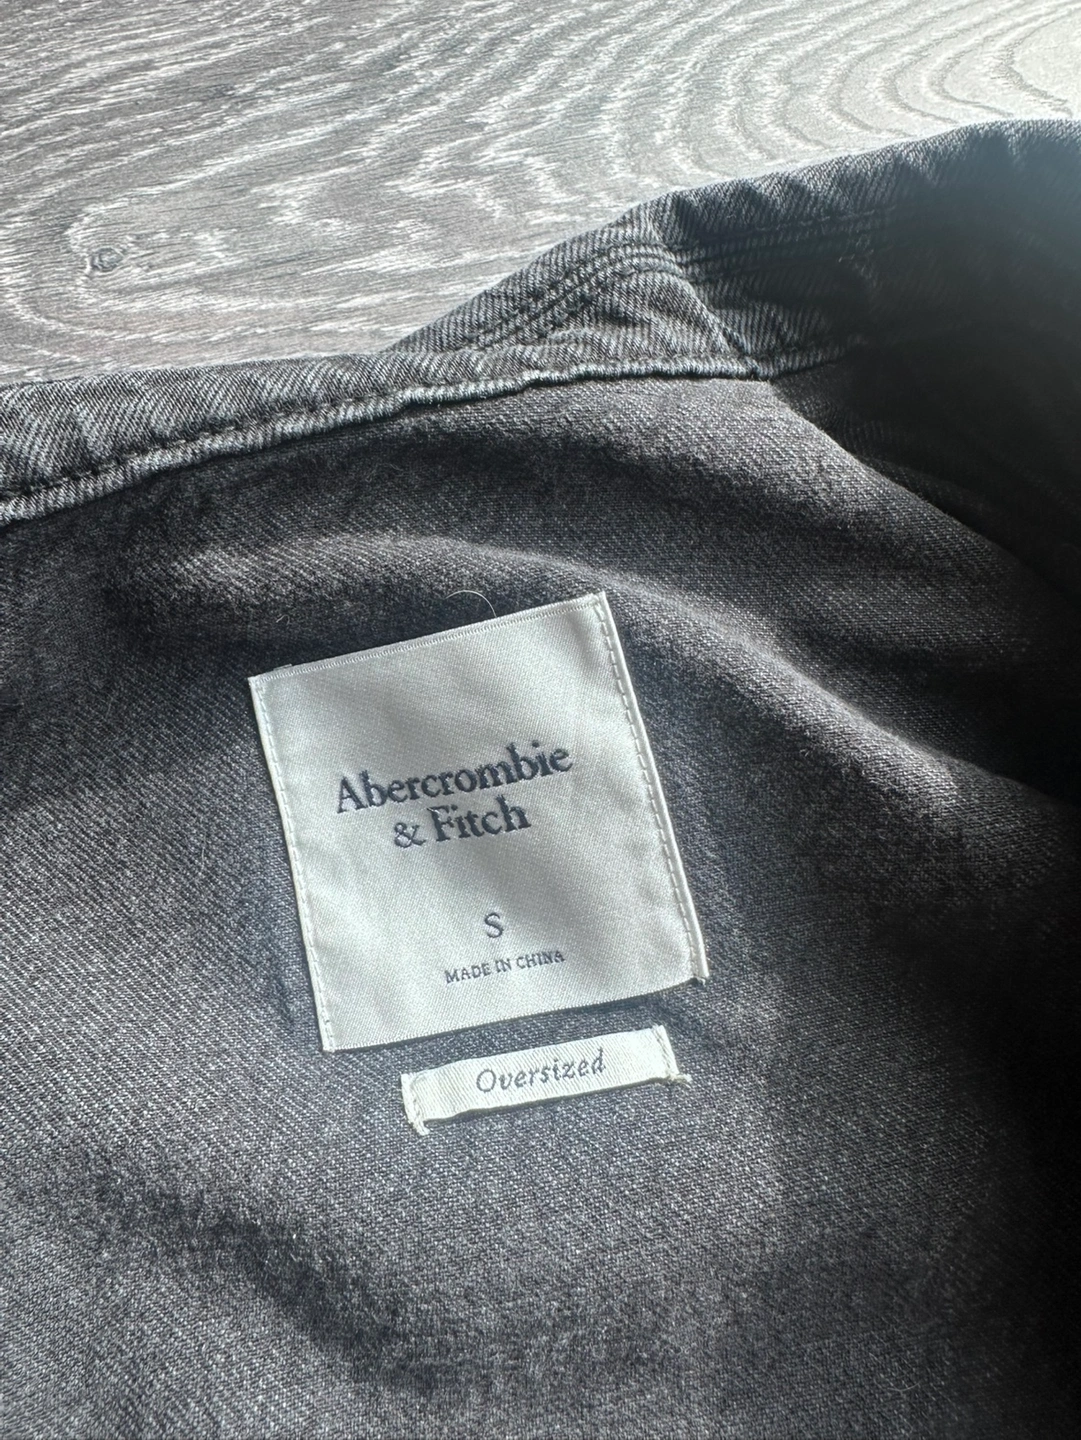 Abercrombie
& Fitch
S
MADE IN CHINA
Oversized